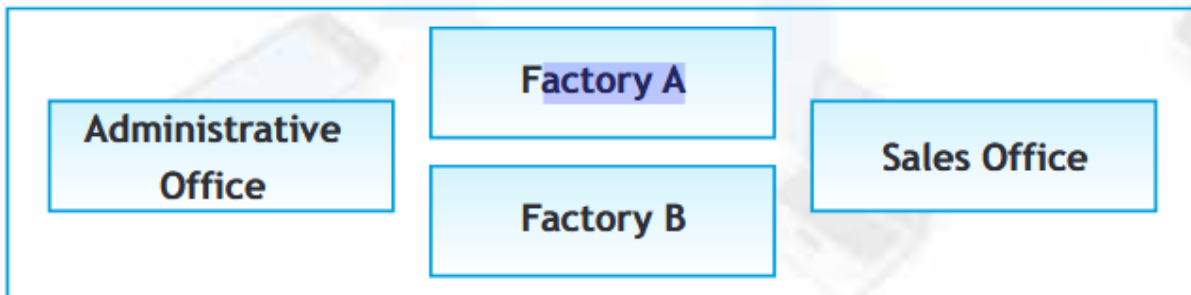 Factory A
Administrative
Office
Sales Office
Factory B